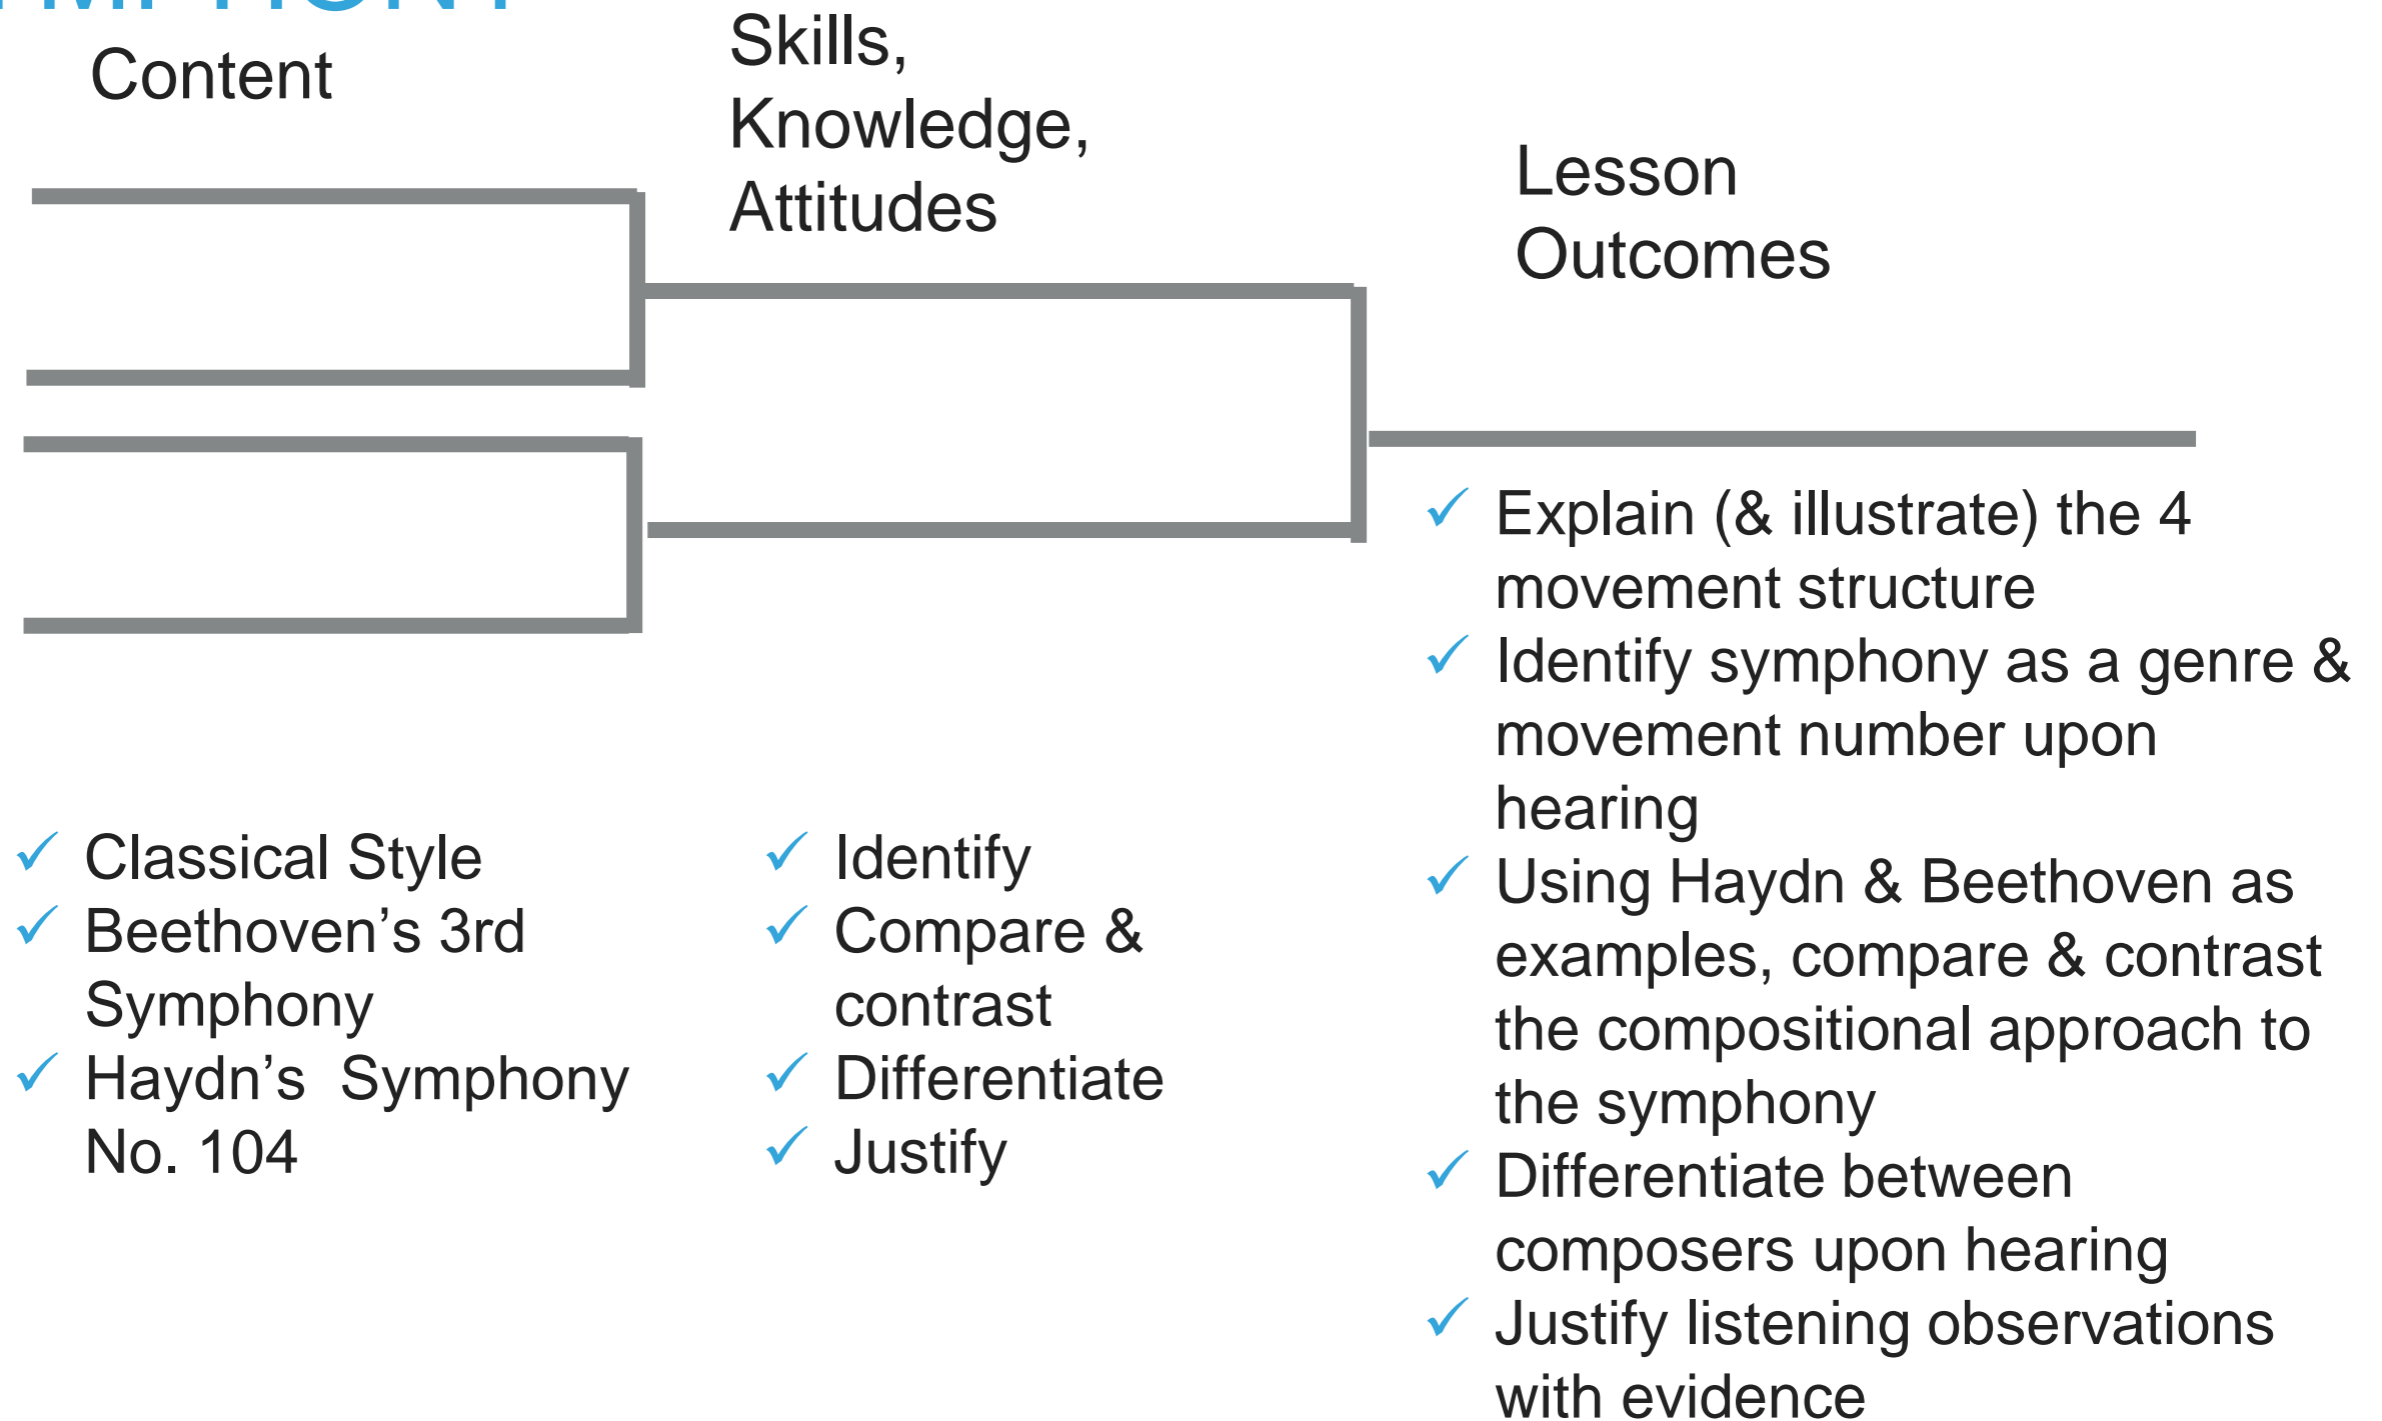 Content
Skills,
Knowledge,
Attitudes
Lesson
Outcomes
✓ Classical Style
✓ Beethoven’s 3rd
Symphony
✓ Haydn’s  Symphony
No. 104
✓ Identify
✓ Compare &
contrast
✓ Differentiate
✓ Justify
✓ Explain (& illustrate) the 4
movement structure
✓ Identify symphony as a genre &
movement number upon
hearing
✓ Using Haydn & Beethoven as
examples, compare & contrast
the compositional approach to
the symphony
✓ Differentiate between
composers upon hearing
✓ Justify listening observations
with evidence